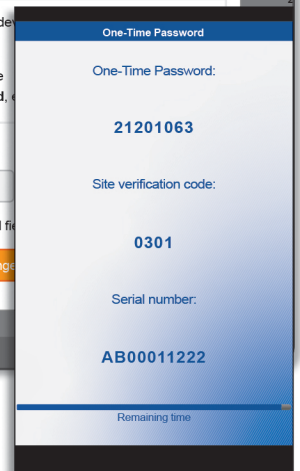 One-Time Password
One-Time Password:
21201063
Site verification code:
0301
Serial number:
AB00011222
Remaining time